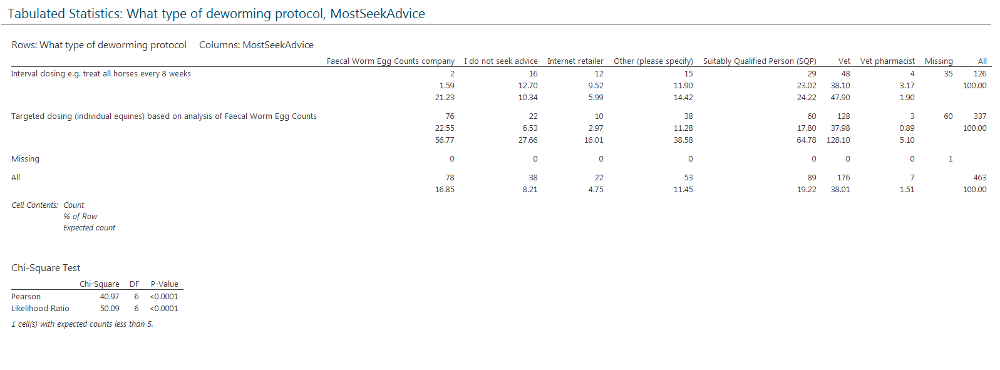 Tabulated Statistics: What type of deworming protocol, MostSeekAdvice
Rows: What type of deworming protocol Columns: MostSeekAdvice
Faecal Worm Egg Counts company I do not seek advice Internet retailer Other (please specify) Suitably Qualified Person (SQP) Vet Vet pharmacist Missing All
Interval dosing e.g. treat all horses every 8 weeks 2 16 12 15 29 48 4 35 126
1.59 12.70 9.52 11.90 23.02 38.10 3.17 100.00
21.23 10.34 5.99 14.42 24.22 47.90 1.90
Targeted dosing (individual equines) based on analysis of Faecal Worm Egg Counts 76 22 10 38 60 128 3 60 337
22.55 6.53 2.97 11.28 17.80 37.98 0.89 100.00
56.77 27.66 16.01 38.58 64.78 128.10 5.10
Missing 0 0 0 0 0 0 0 1
All 78 38 22 53 89 176 7 463
16.85 8.21 4.75 11.45 19.22 38.01 1.51 100.00
Cell Contents: Count
% of Row
Expected count
Chi-Square Test
Chi-Square DF P-Value
Pearson 40.97 6 <0.0001
Likelihood Ratio 50.09 6 <0.0001
1 cell(s) with expected counts less than 5.